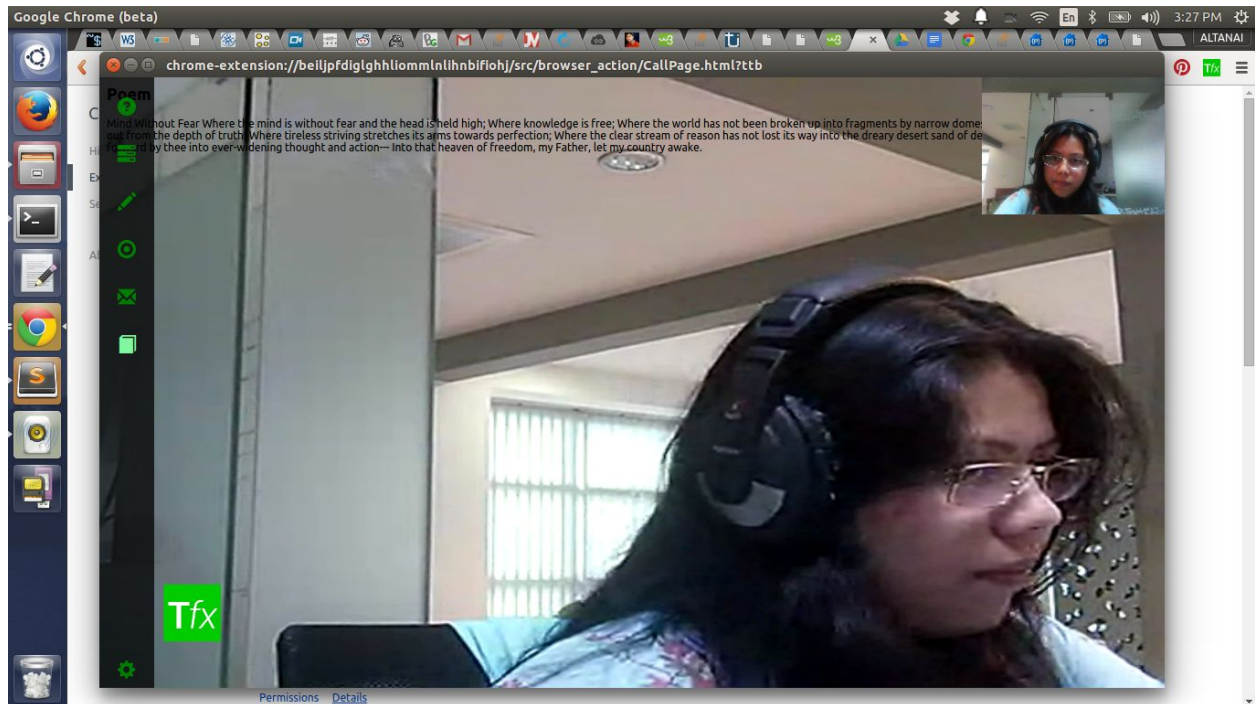 Google Chrome (beta)
En
3:27 PM
ALTANAI
chrome-extension://beiljpfdiglghhliommlnlihnbifiohj/src/browser_action/CallPage.html?ttb
Poem
Mind Without Fear Where the mind is without fear and the head is held high; Where knowledge is free; Where the world has not been broken up into fragments by narrow dome
out from the depth of truth; Where tireless striving stretches its arms towards perfection; Where the clear stream of reason has not lost its way into the dreary desert sand of de
by thee into ever-widening thought and action--- Into that heaven of freedom, my Father, let my country awake.
Tfx
Permissions Details